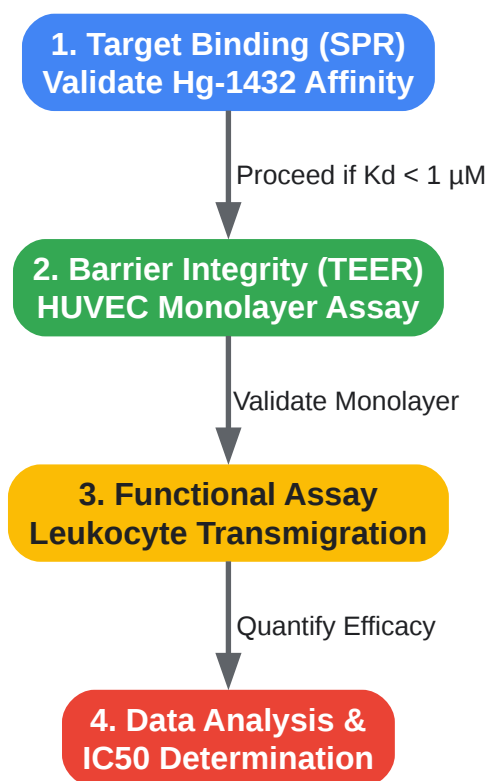 1. Target Binding (SPR)
Validate Hg-1432 Affinity
Proceed if Kd < 1 µM
2. Barrier Integrity (TEER)
HUVEC Monolayer Assay
Validate Monolayer
3. Functional Assay
Leukocyte Transmigration
Quantify Efficacy
4. Data Analysis &
IC50 Determination